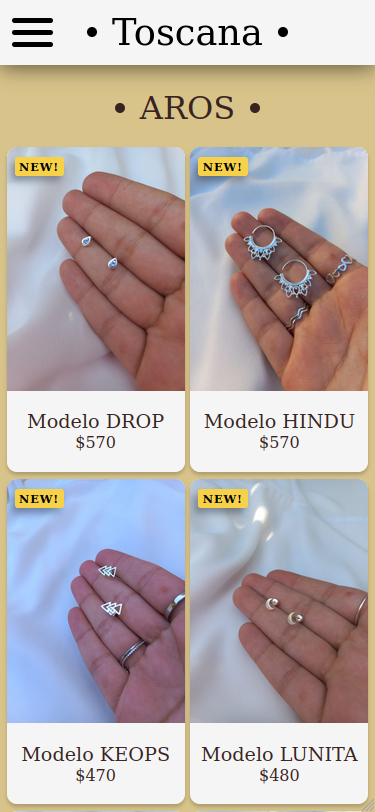 • Toscana •
• AROS •
NEW!
NEW!
Modelo DROP
$570
Modelo HINDU
$570
NEW!
NEW!
Modelo KEOPS
$470
Modelo LUNITA
$480